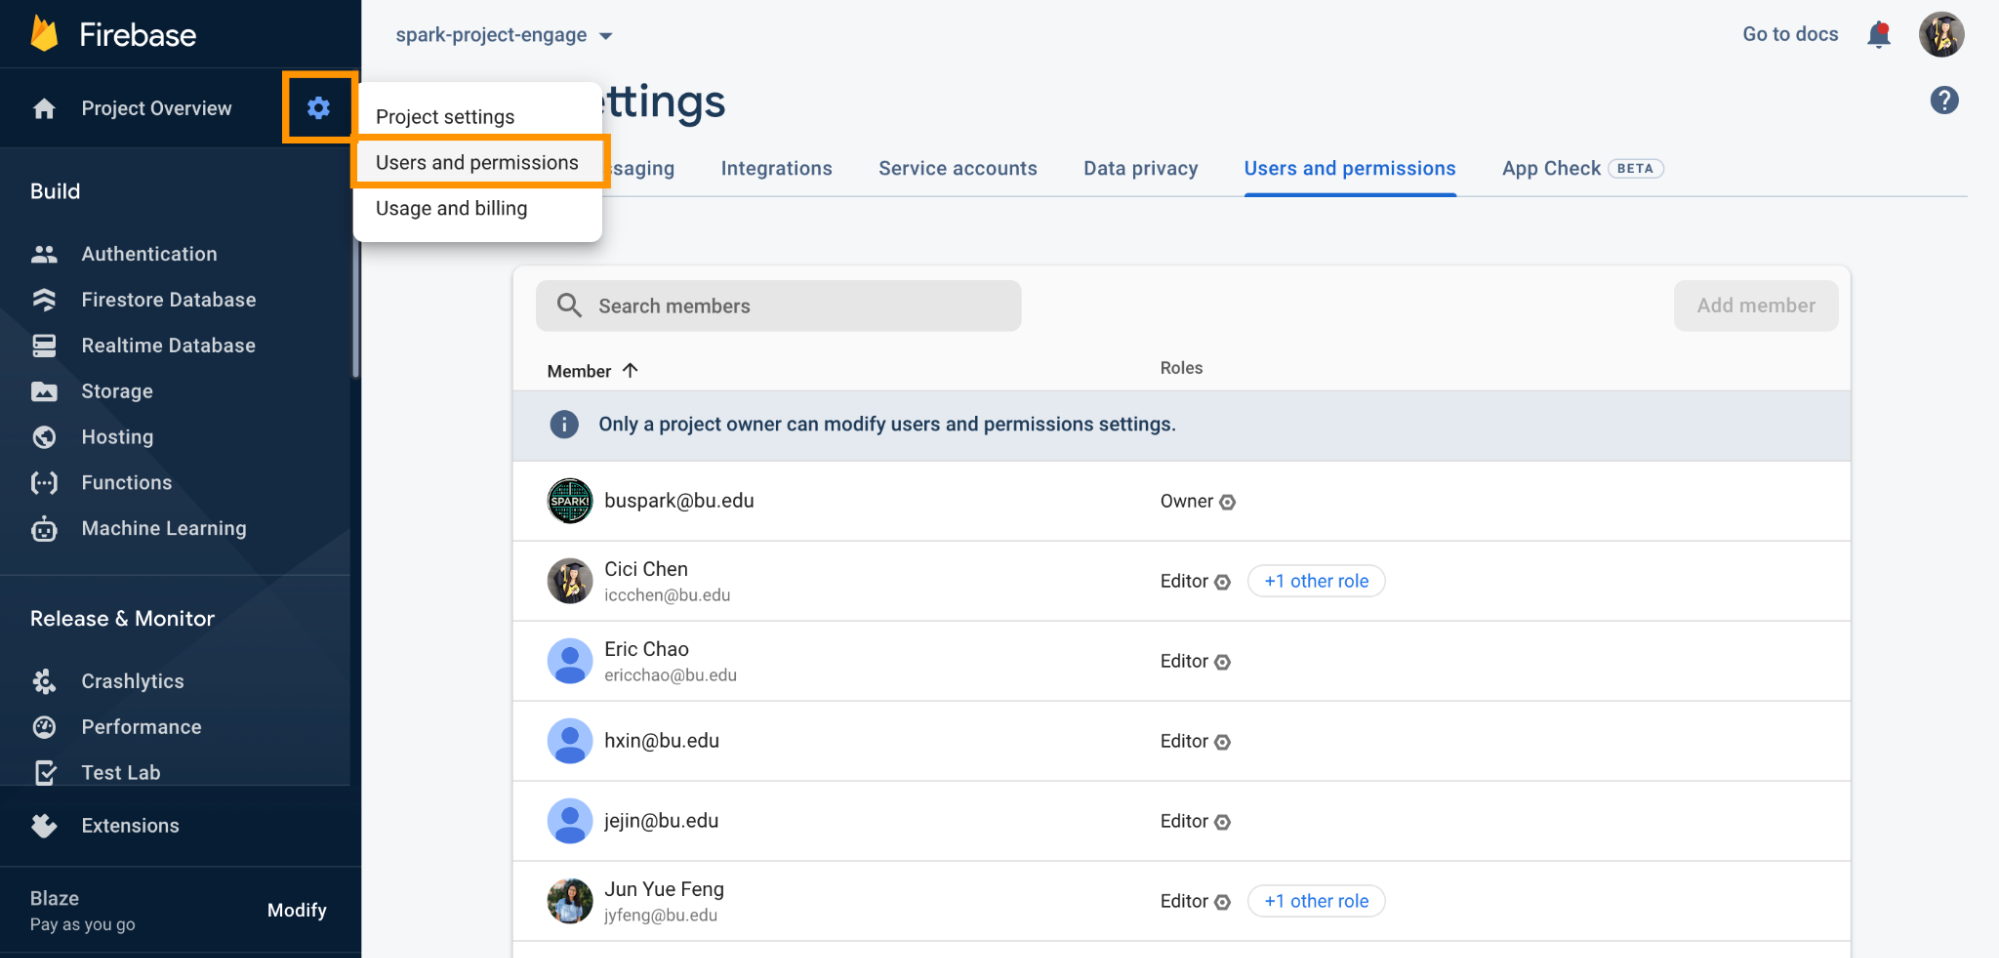 Firebase
Project Overview
Build
Authentication
Firestore Database
Realtime Database
Storage
Hosting
Functions
Machine Learning
Release & Monitor
Crashlytics
Performance
Test Lab
Extensions
Blaze
Pay as you go
Modify
spark-project-engage
Go to docs
Project settings
Users and permissions
Usage and billing
ettings
ssaging
Integrations
Service accounts
Data privacy
Users and permissions
App Check BETA
Search members
Add member
Member
Roles
Only a project owner can modify users and permissions settings.
SPARK!
buspark@bu.edu
Owner
Cici Chen
iccchen@bu.edu
Editor
+1 other role
Eric Chao
ericchao@bu.edu
Editor
hxin@bu.edu
Editor
jejin@bu.edu
Editor
Jun Yue Feng
jyfeng@bu.edu
Editor
+1 other role